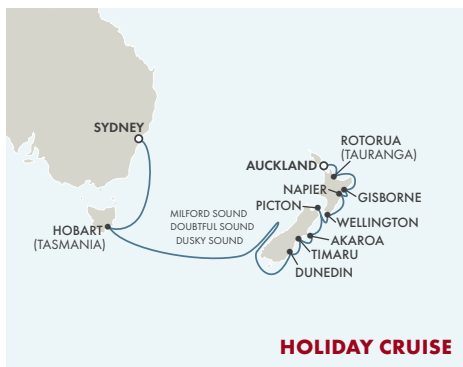 SYDNEY
HOBART
(TASMANIA)
MILFORD SOUND
DOUBTFUL SOUND
DUSKY SOUND
AUCKLAND
ROTORUA
(TAURANGA)
NAPIER
GISBORNE
PICTON
WELLINGTON
AKAROA
TIMARU
DUNEDIN
HOLIDAY CRUISE